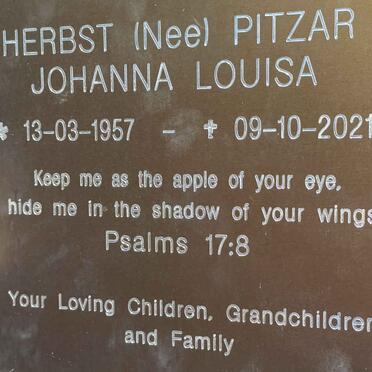 HERBST (Nee) PITZAR
JOHANNA LOUISA
* 13-03-1957 - ✝ 09-10-2021
Keep me as the apple of your eye,
hide me in the shadow of your wings
Psalms 17:8
Your Loving Children, Grandchildren
and Family